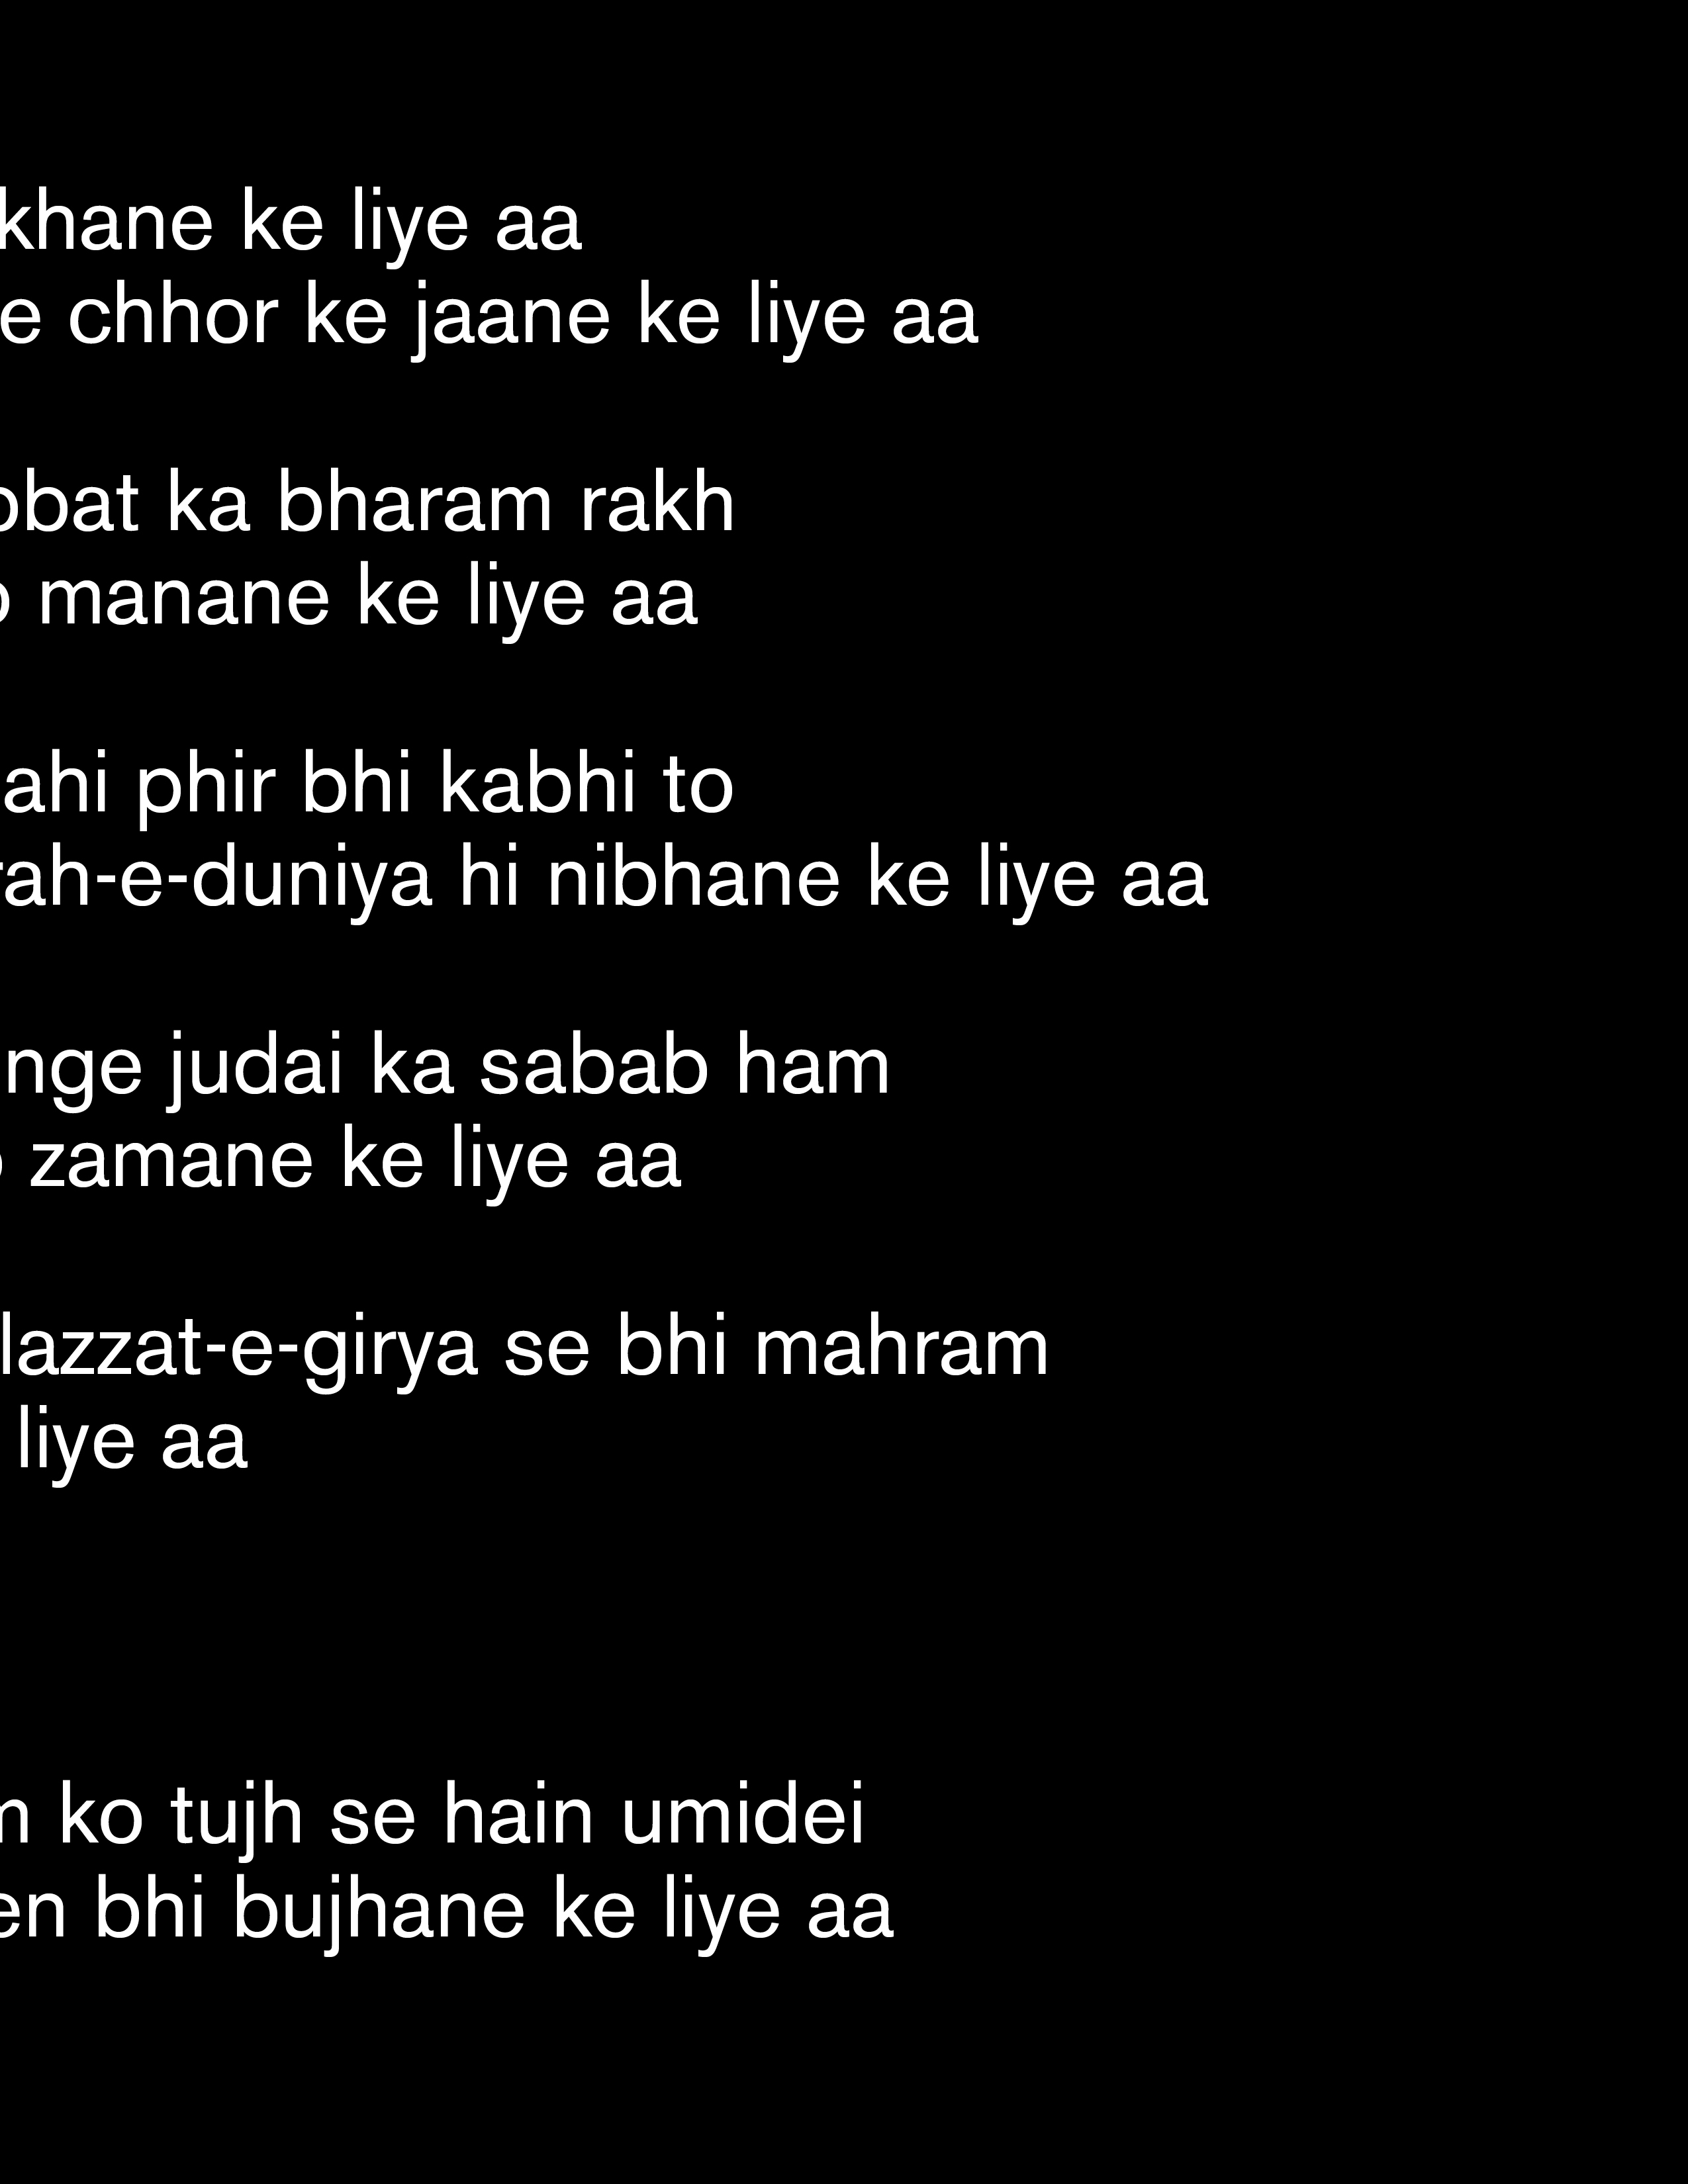 khane ke liye aa
e chhor ke jaane ke liye aa
bbat ka bharam rakh
manane ke liye aa
ahi phir bhi kabhi to
rah-e-duniya hi nibhane ke liye aa
nge judai ka sabab ham
zamane ke liye aa
lazzat-e-girya se bhi mahram
liye aa
n ko tujh se hain umidei
en bhi bujhane ke liye aa